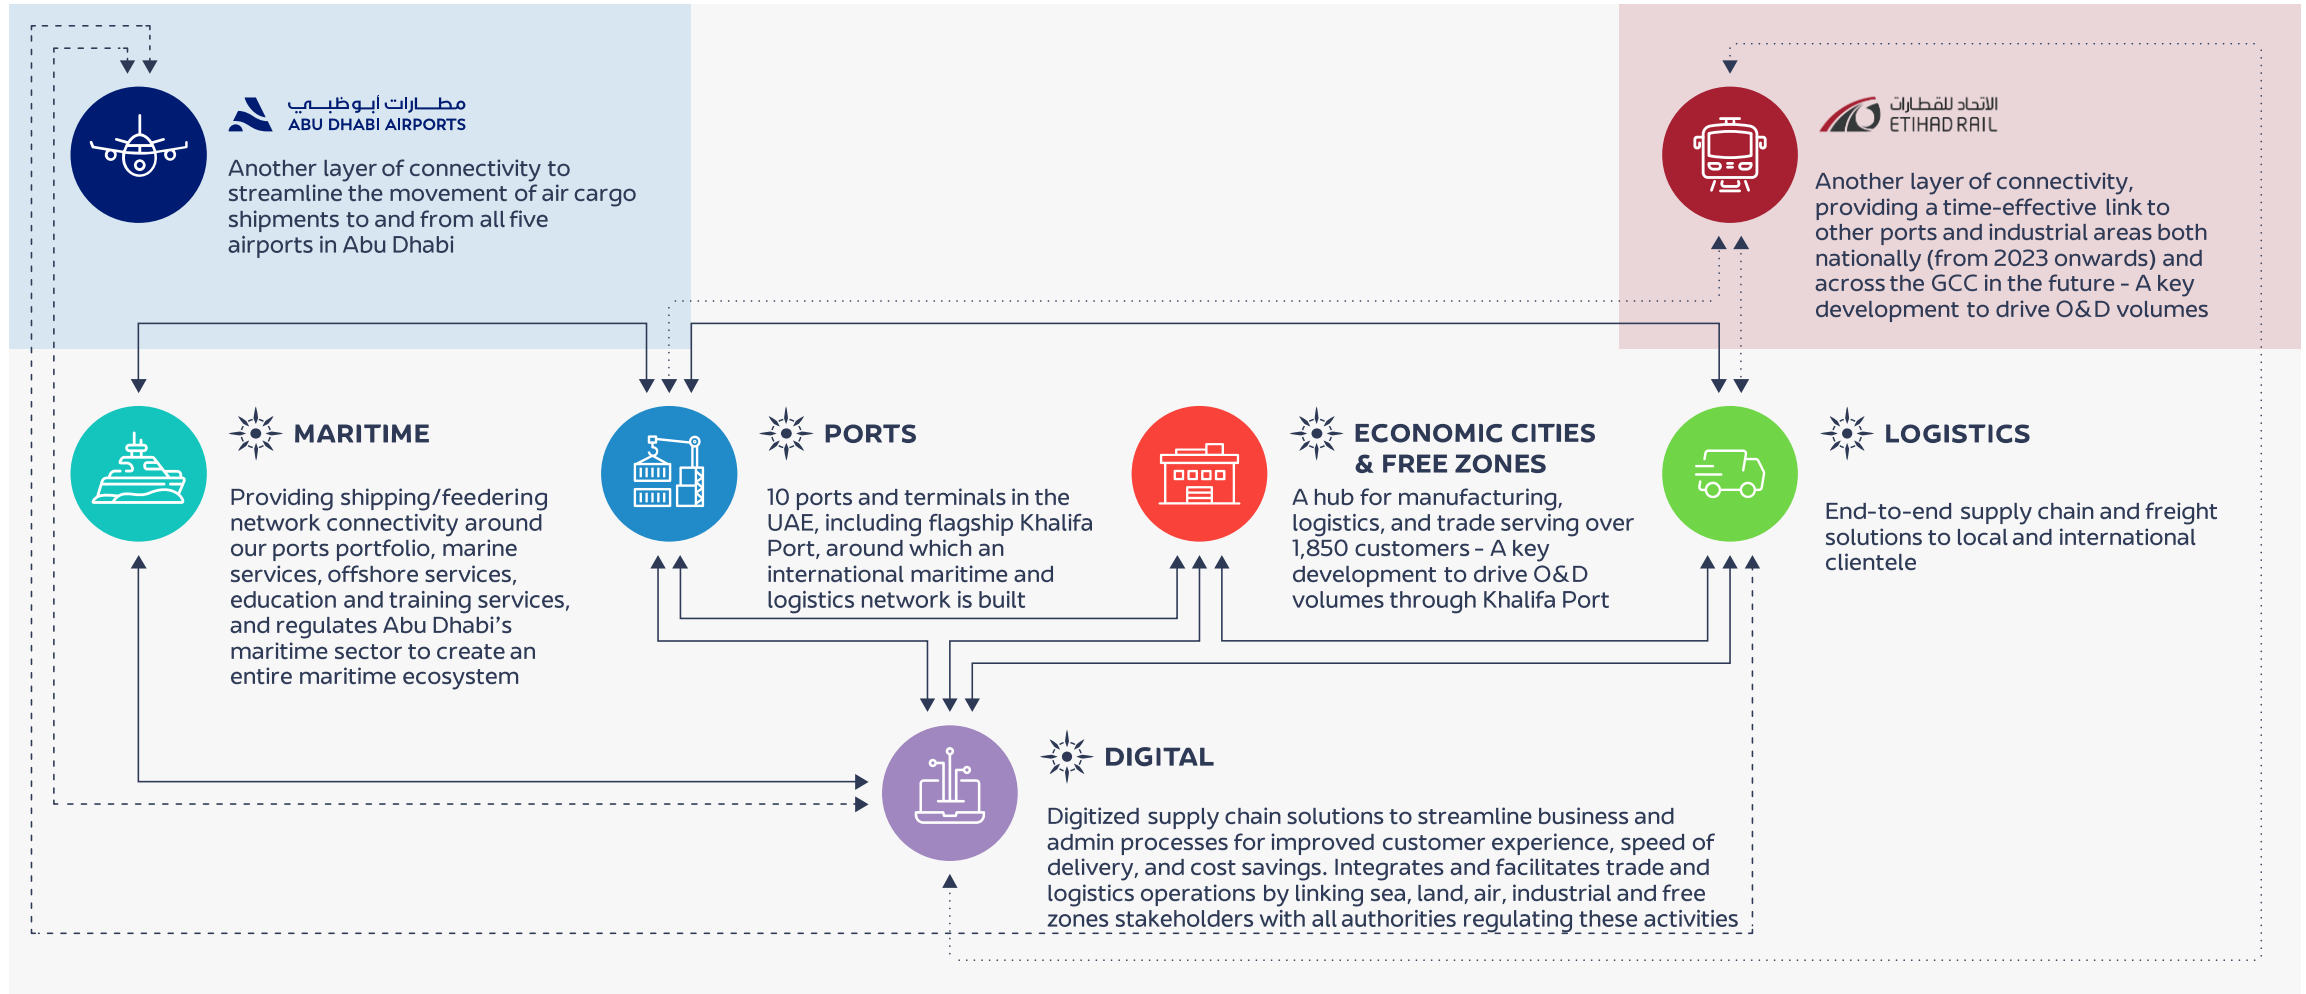 مطارات أبوظبي
ABU DHABI AIRPORTS
Another layer of connectivity to
streamline the movement of air cargo
shipments to and from all five
airports in Abu Dhabi
الاتحاد للقطارات
ETIHAD RAIL
Another layer of connectivity,
providing a time-effective link to
other ports and industrial areas both
nationally (from 2023 onwards) and
across the GCC in the future - A key
development to drive O&D volumes
MARITIME
Providing shipping/feedering
network connectivity around
our ports portfolio, marine
services, offshore services,
education and training services,
and regulates Abu Dhabi's
maritime sector to create an
entire maritime ecosystem
PORTS
10 ports and terminals in the
UAE, including flagship Khalifa
Port, around which an
international maritime and
logistics network is built
ECONOMIC CITIES
& FREE ZONES
A hub for manufacturing,
logistics, and trade serving over
1,850 customers - A key
development to drive O&D
volumes through Khalifa Port
LOGISTICS
End-to-end supply chain and freight
solutions to local and international
clientele
DIGITAL
Digitized supply chain solutions to streamline business and
admin processes for improved customer experience, speed of
delivery, and cost savings. Integrates and facilitates trade and
logistics operations by linking sea, land, air, industrial and free
zones stakeholders with all authorities regulating these activities